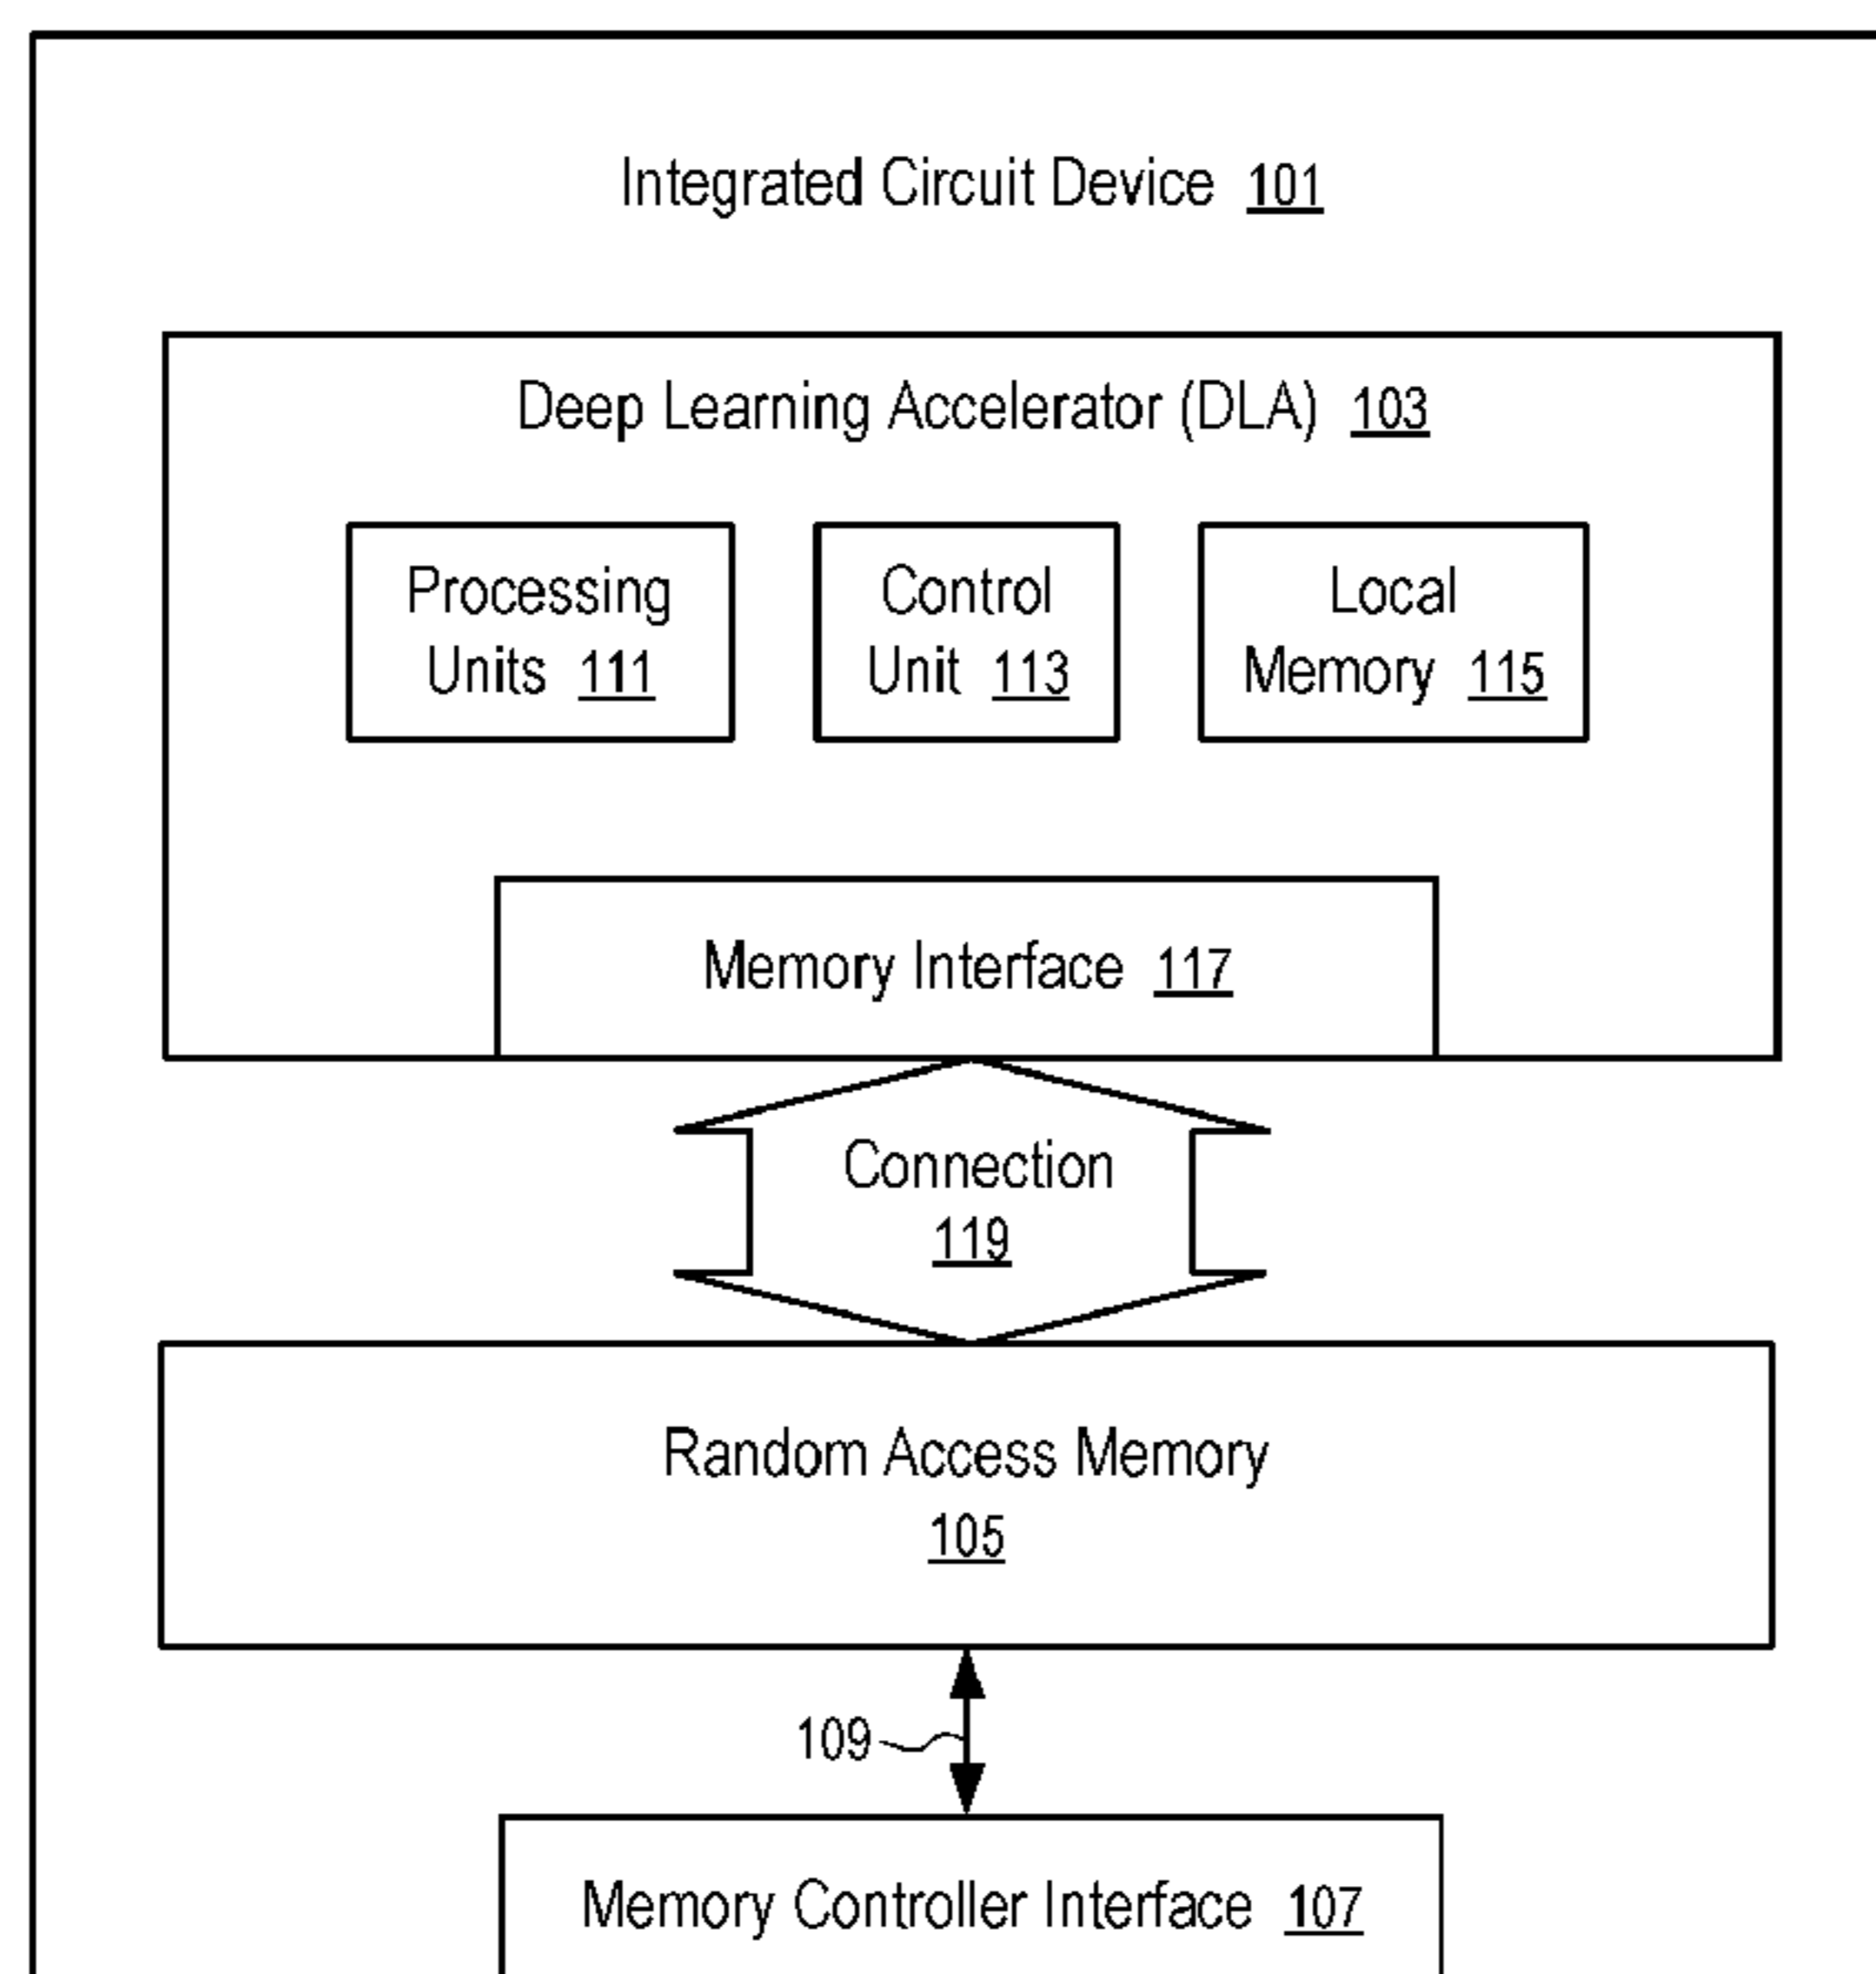 Integrated Circuit Device 101
Deep Learning Accelerator (DLA) 103
Processing
Units 111
Control
Unit 113
Local
Memory 115
Memory Interface 117
Connection
119
Random Access Memory
105
109
Memory Controller Interface 107